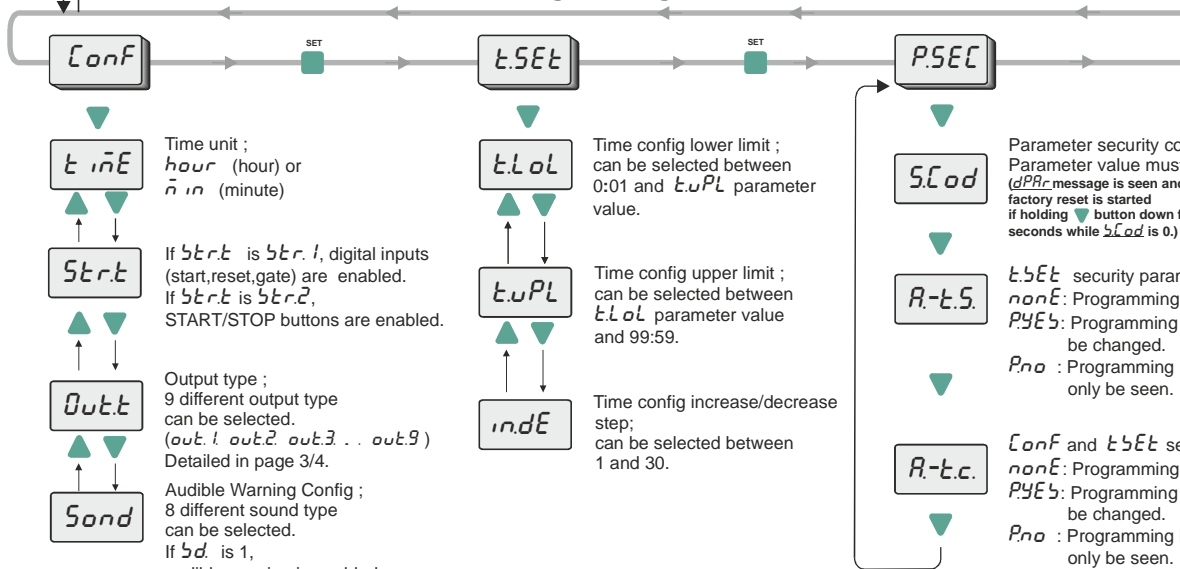 SET
SET
ConF
t.SEt
P.SEC
t inE
Time unit ;
hour (hour) or
n in (minute)
Str.t
If Str.t is Str.1, digital inputs
(start,reset,gate) are enabled.
If Str.t is Str.2,
START/STOP buttons are enabled.
Out.t
Output type ;
9 different output type
can be selected.
(out.1. out.2. out.3. . . out.9 )
Detailed in page 3/4.
Sond
Audible Warning Config ;
8 different sound type
can be selected.
If Sd. is 1,
t.LoL
Time config lower limit ;
can be selected between
0:01 and t.uPL parameter
value.
t.uPL
Time config upper limit ;
can be selected between
t.LoL parameter value
and 99:59.
in.dE
Time config increase/decrease
step;
can be selected between
1 and 30.
S.Cod
Parameter security
Parameter value must
(dPAr message is seen and
factory reset is started
if holding button down
seconds while S.Cod is 0.)
A.-t.S.
t.SEt security
nonE: Programming
P.YES: Programming
be changed.
P.no : Programming
only be seen.
A.-t.c.
ConF and t.SEt
nonE: Programming
P.YES: Programming
be changed.
P.no : Programming
only be seen.